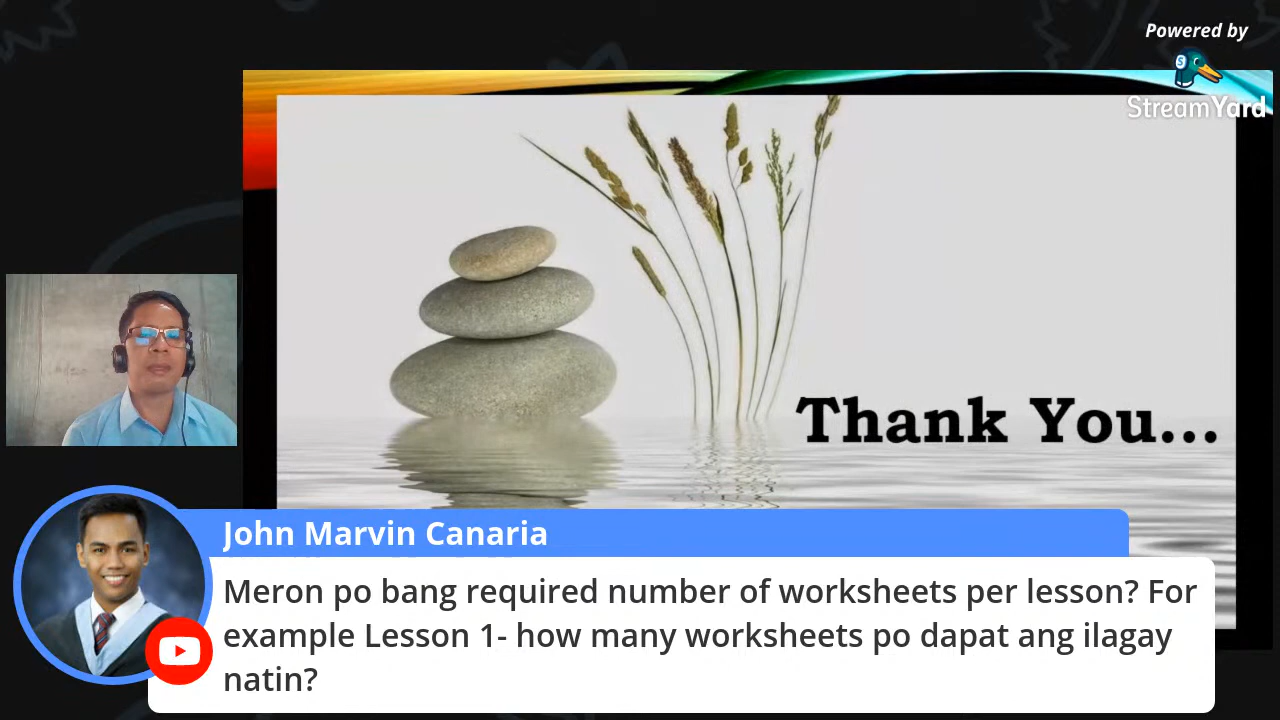 Powered by
StreamYard
Thank You...
John Marvin Canaria
Meron po bang required number of worksheets per lesson? For
example Lesson 1- how many worksheets po dapat ang ilagay
natin?